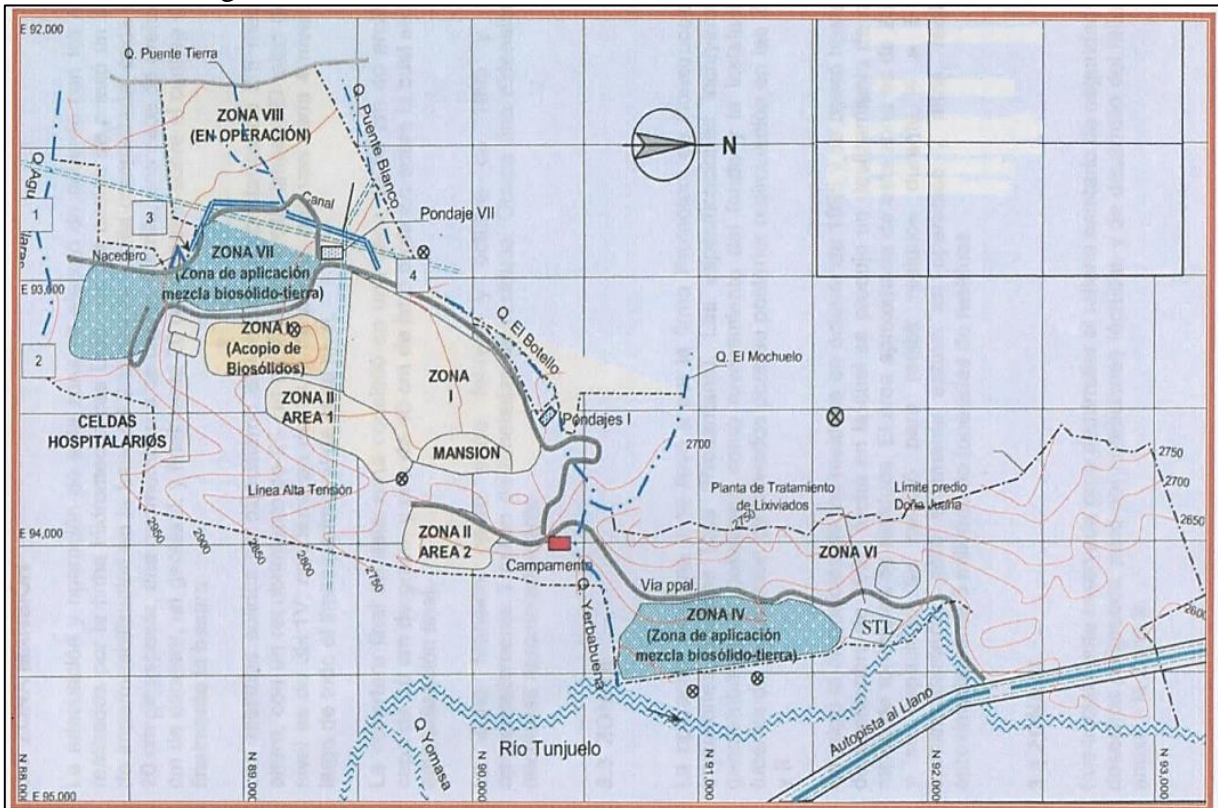 E 92,000
Q. Puente Tierra
ZONA VIII
(EN OPERACIÓN)
Q. Puente Blanco
N
1
3
Canal
Pondaje VII
Nacedero
ZONA VII
(Zona de aplicación
mezcla biosólido-tierra)
4
E 93,000
2
(Acopio de
Biosólidos)
Q. El Botello
ZONA
I
Q. El Mochuelo
ZONA II
AREA 1
Pondajes I
CELDAS
HOSPITALARIOS
MANSION
2700
2750
2700
2650
Línea Alta Tensión
Planta de Tratamiento
de Lixiviados
Límite predio
Doña Juana
2750
2950
2900
2750
E 94,000
ZONA II
AREA 2
Campamento
ZONA VI
Vía ppal.
ZONA IV
(Zona de aplicación
mezcla biosólido-tierra)
STL
Yerbabuena
Q Yomasa
Río Tunjuelo
Autopista al Llano
N 89,000
N 90,000
N 91,000
N 92,000
N 93,000
E 95,000